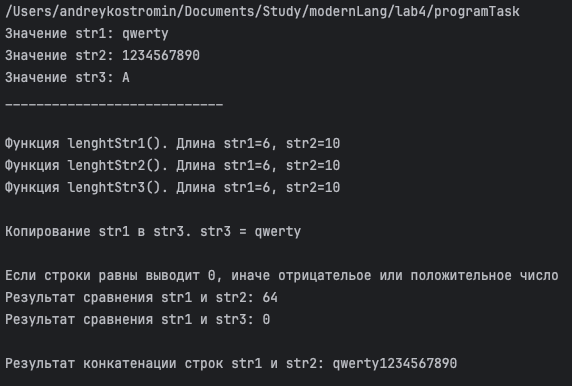 /Users/andreykostromin/Documents/Study/modernLang/lab4/programTask
Значение str1: qwerty
Значение str2: 1234567890
Значение str3: A
____________________________
Функция lenghtStr1(). Длина str1=6, str2=10
Функция lenghtStr2(). Длина str1=6, str2=10
Функция lenghtStr3(). Длина str1=6, str2=10
Копирование str1 в str3. str3 = qwerty
Если строки равны выводит 0, иначе отрицательое или положительное число
Результат сравнения str1 и str2: 64
Результат сравнения str1 и str3: 0
Результат конкатенации строк str1 и str2: qwerty1234567890